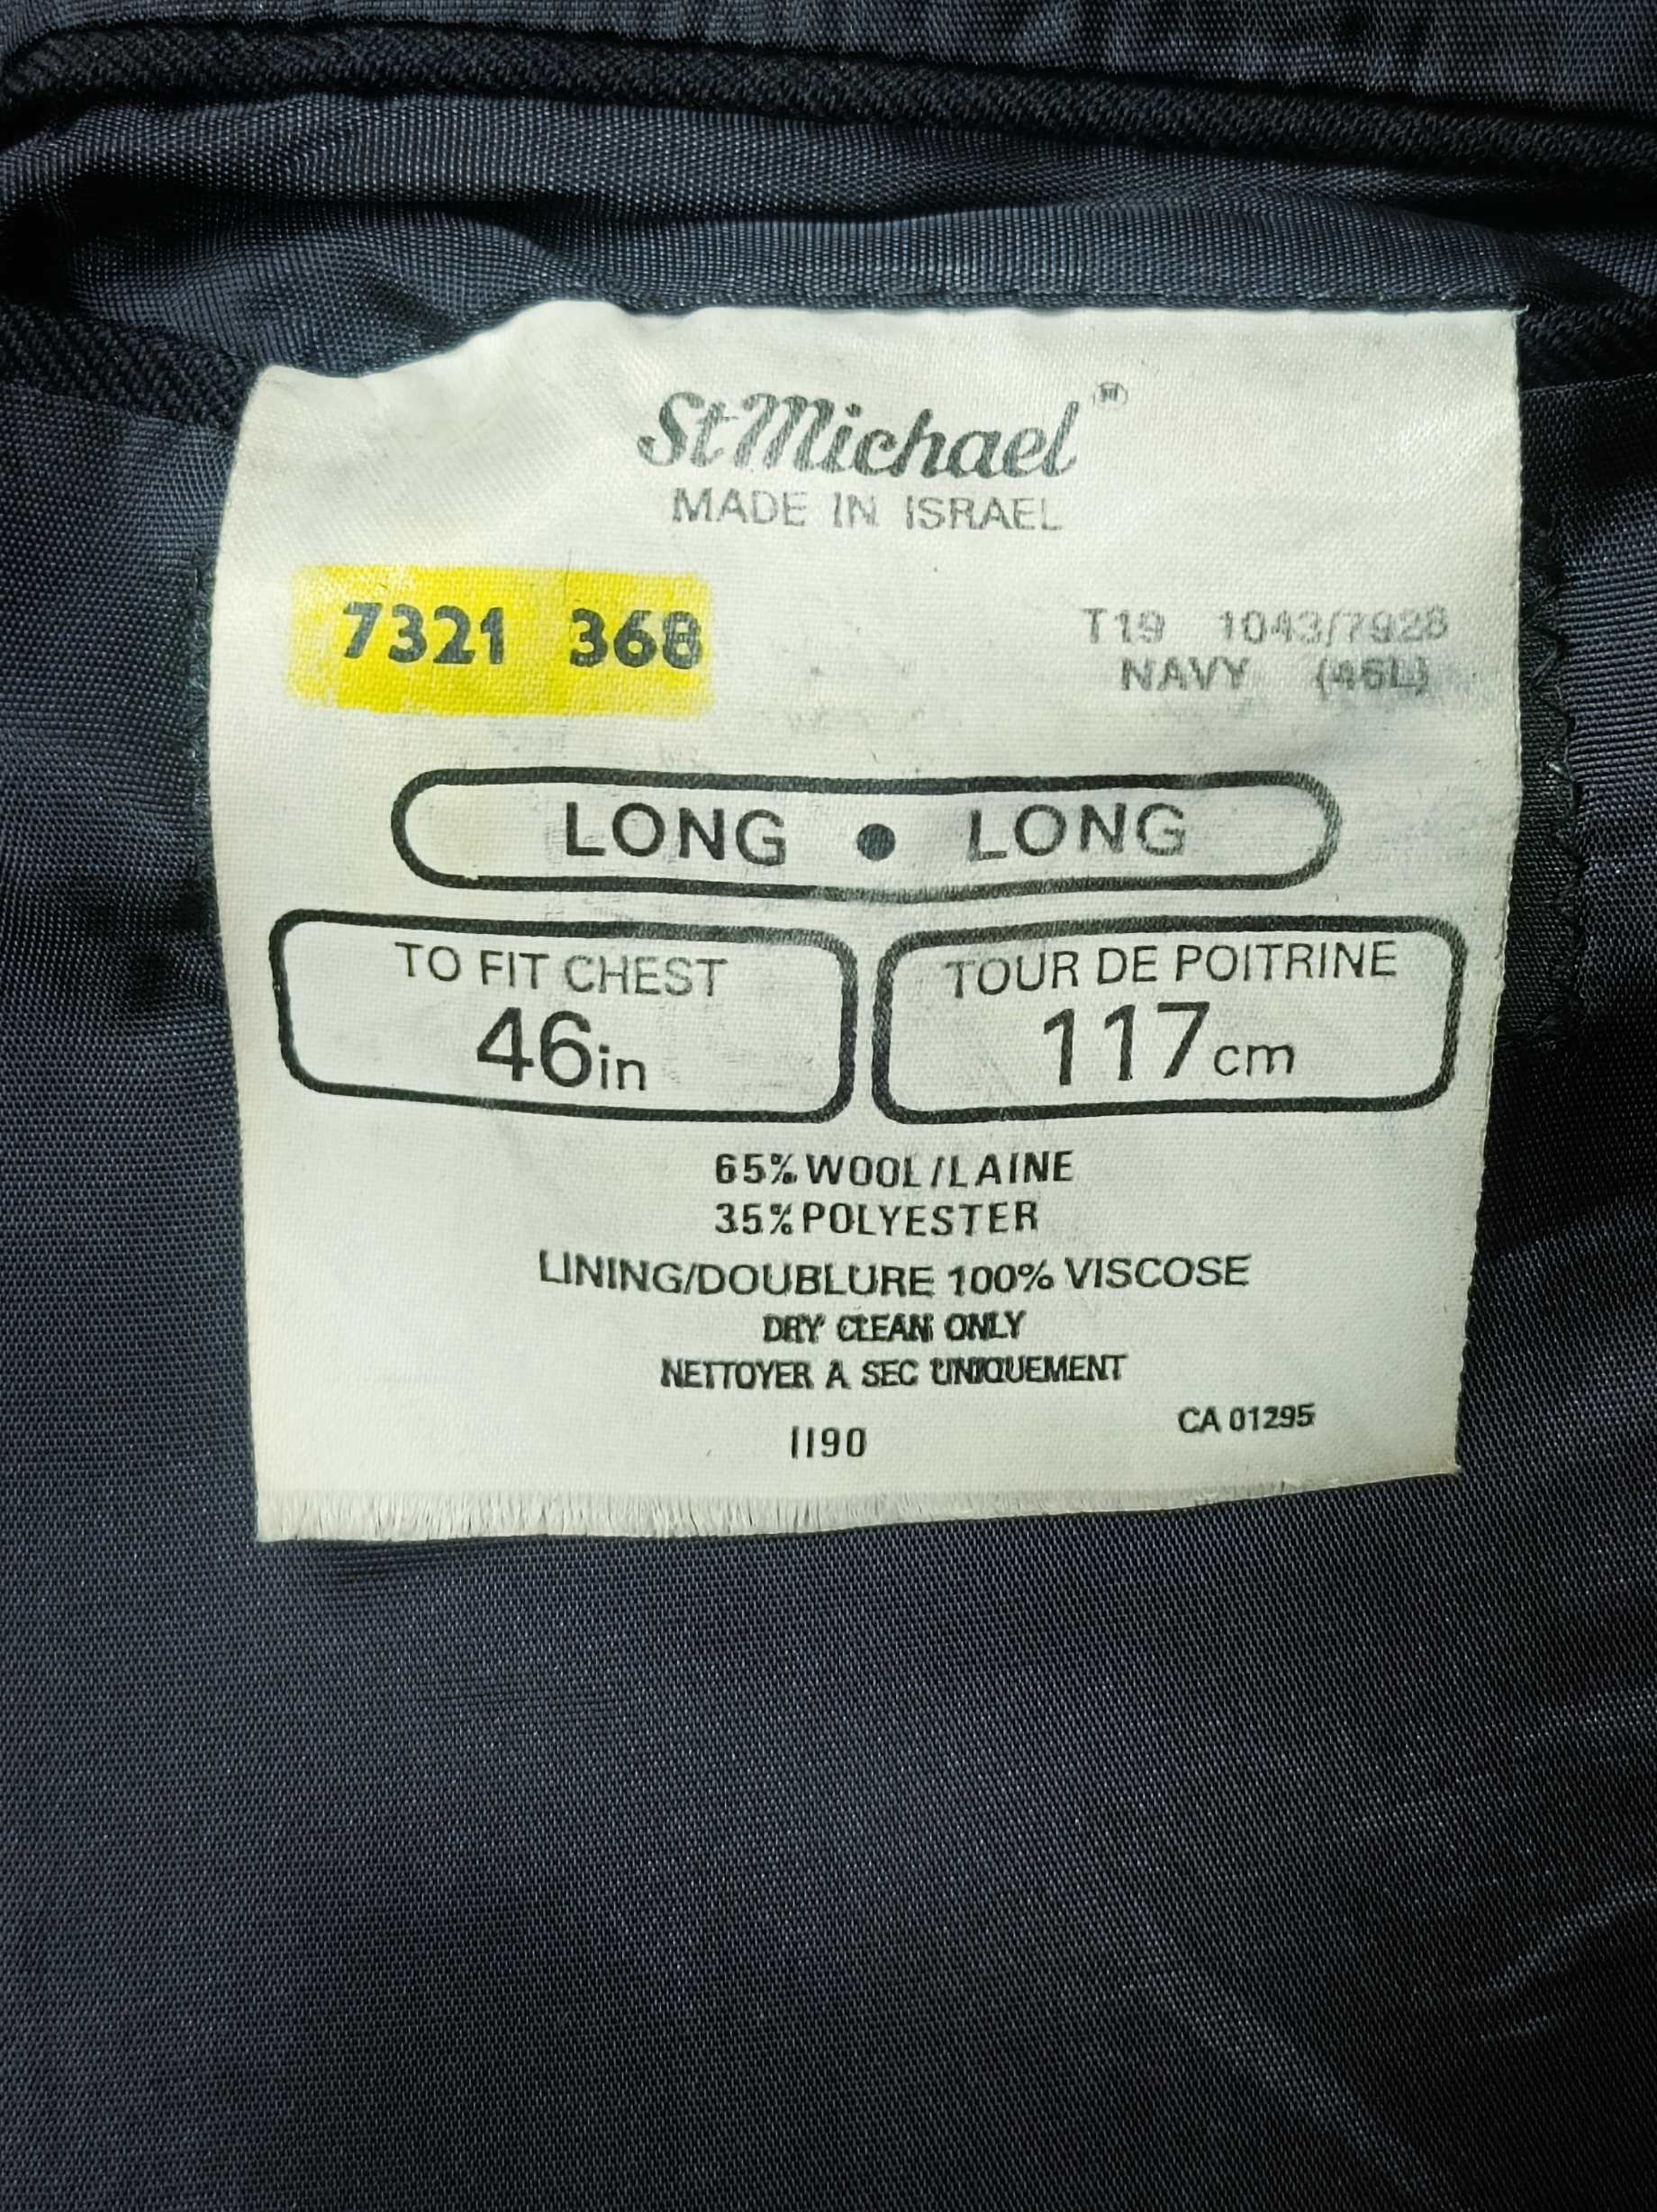 St Michael ®
MADE IN ISRAEL
7321 368
T19 1043/7928
NAVY (46L)
LONG • LONG
TO FIT CHEST
46in
TOUR DE POITRINE
117cm
65% WOOL/LAINE
35% POLYESTER
LINING/DOUBLURE 100% VISCOSE
DRY CLEAN ONLY
NETTOYER A SEC UNIQUEMENT
CA 01295
1190